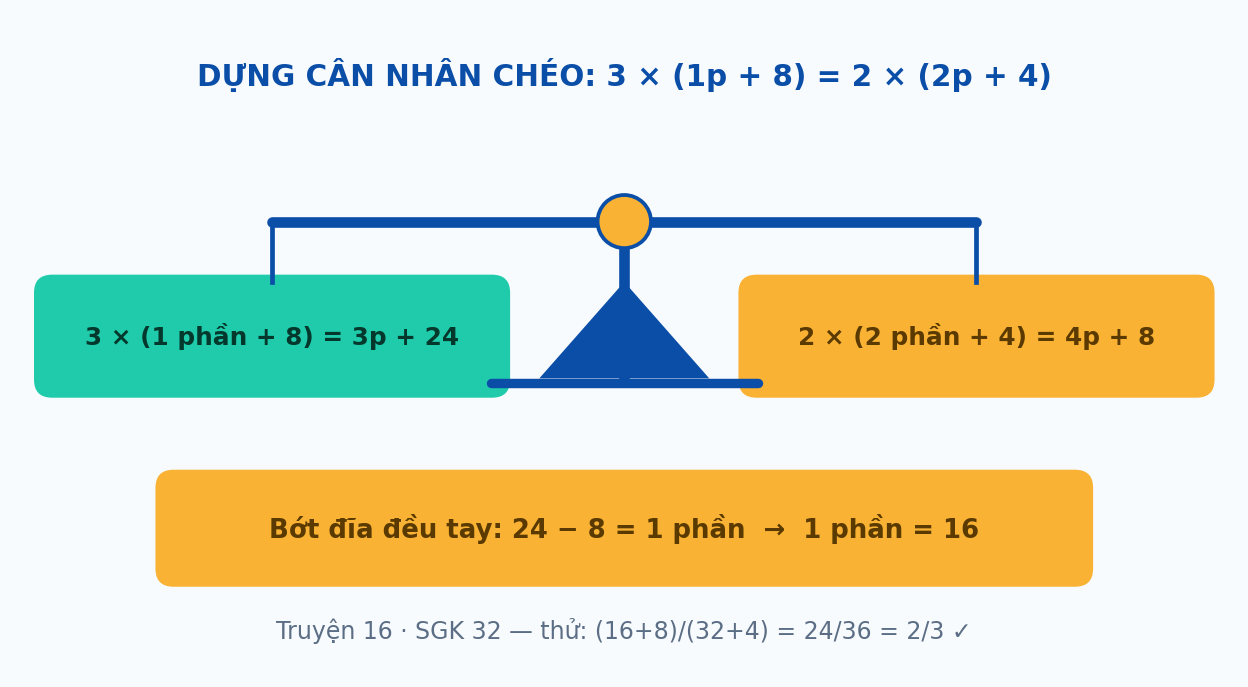 DỰNG CÂN NHÂN CHÉO: 3 × (1p + 8) = 2 × (2p + 4)
3 × (1 phần + 8) = 3p + 24
2 × (2 phần + 4) = 4p + 8
Bớt đĩa đều tay: 24 − 8 = 1 phần → 1 phần = 16
Truyện 16 · SGK 32 — thử: (16+8)/(32+4) = 24/36 = 2/3 ✓